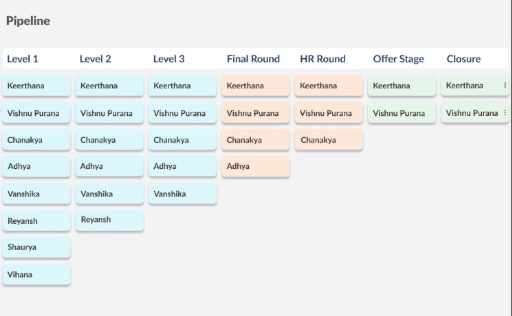 Pipeline
Level 1 Level 2 Level 3 Final Round HR Round Offer Stage Closure
Keerthana Keerthana Keerthana Keerthana Keerthana Keerthana Keerthana
Vishnu Purana Vishnu Purana Vishnu Purana Vishnu Purana Vishnu Purana Vishnu Purana Vishnu Purana
Chanakya Chanakya Chanakya Chanakya Chanakya
Adhya Adhya Adhya Adhya
Vanshika Vanshika Vanshika
Reyansh Reyansh
Shaurya
Vihana